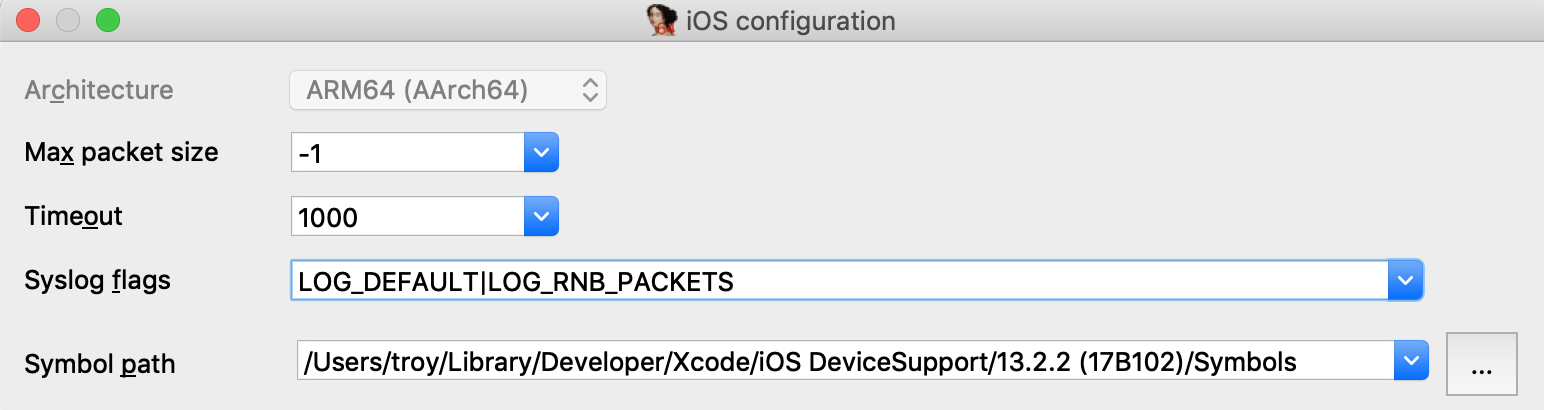 iOS configuration
Architecture ARM64 (AArch64)
Max packet size -1
Timeout 1000
Syslog flags LOG_DEFAULT|LOG_RNB_PACKETS
Symbol path /Users/troy/Library/Developer/Xcode/iOS DeviceSupport/13.2.2 (17B102)/Symbols ...